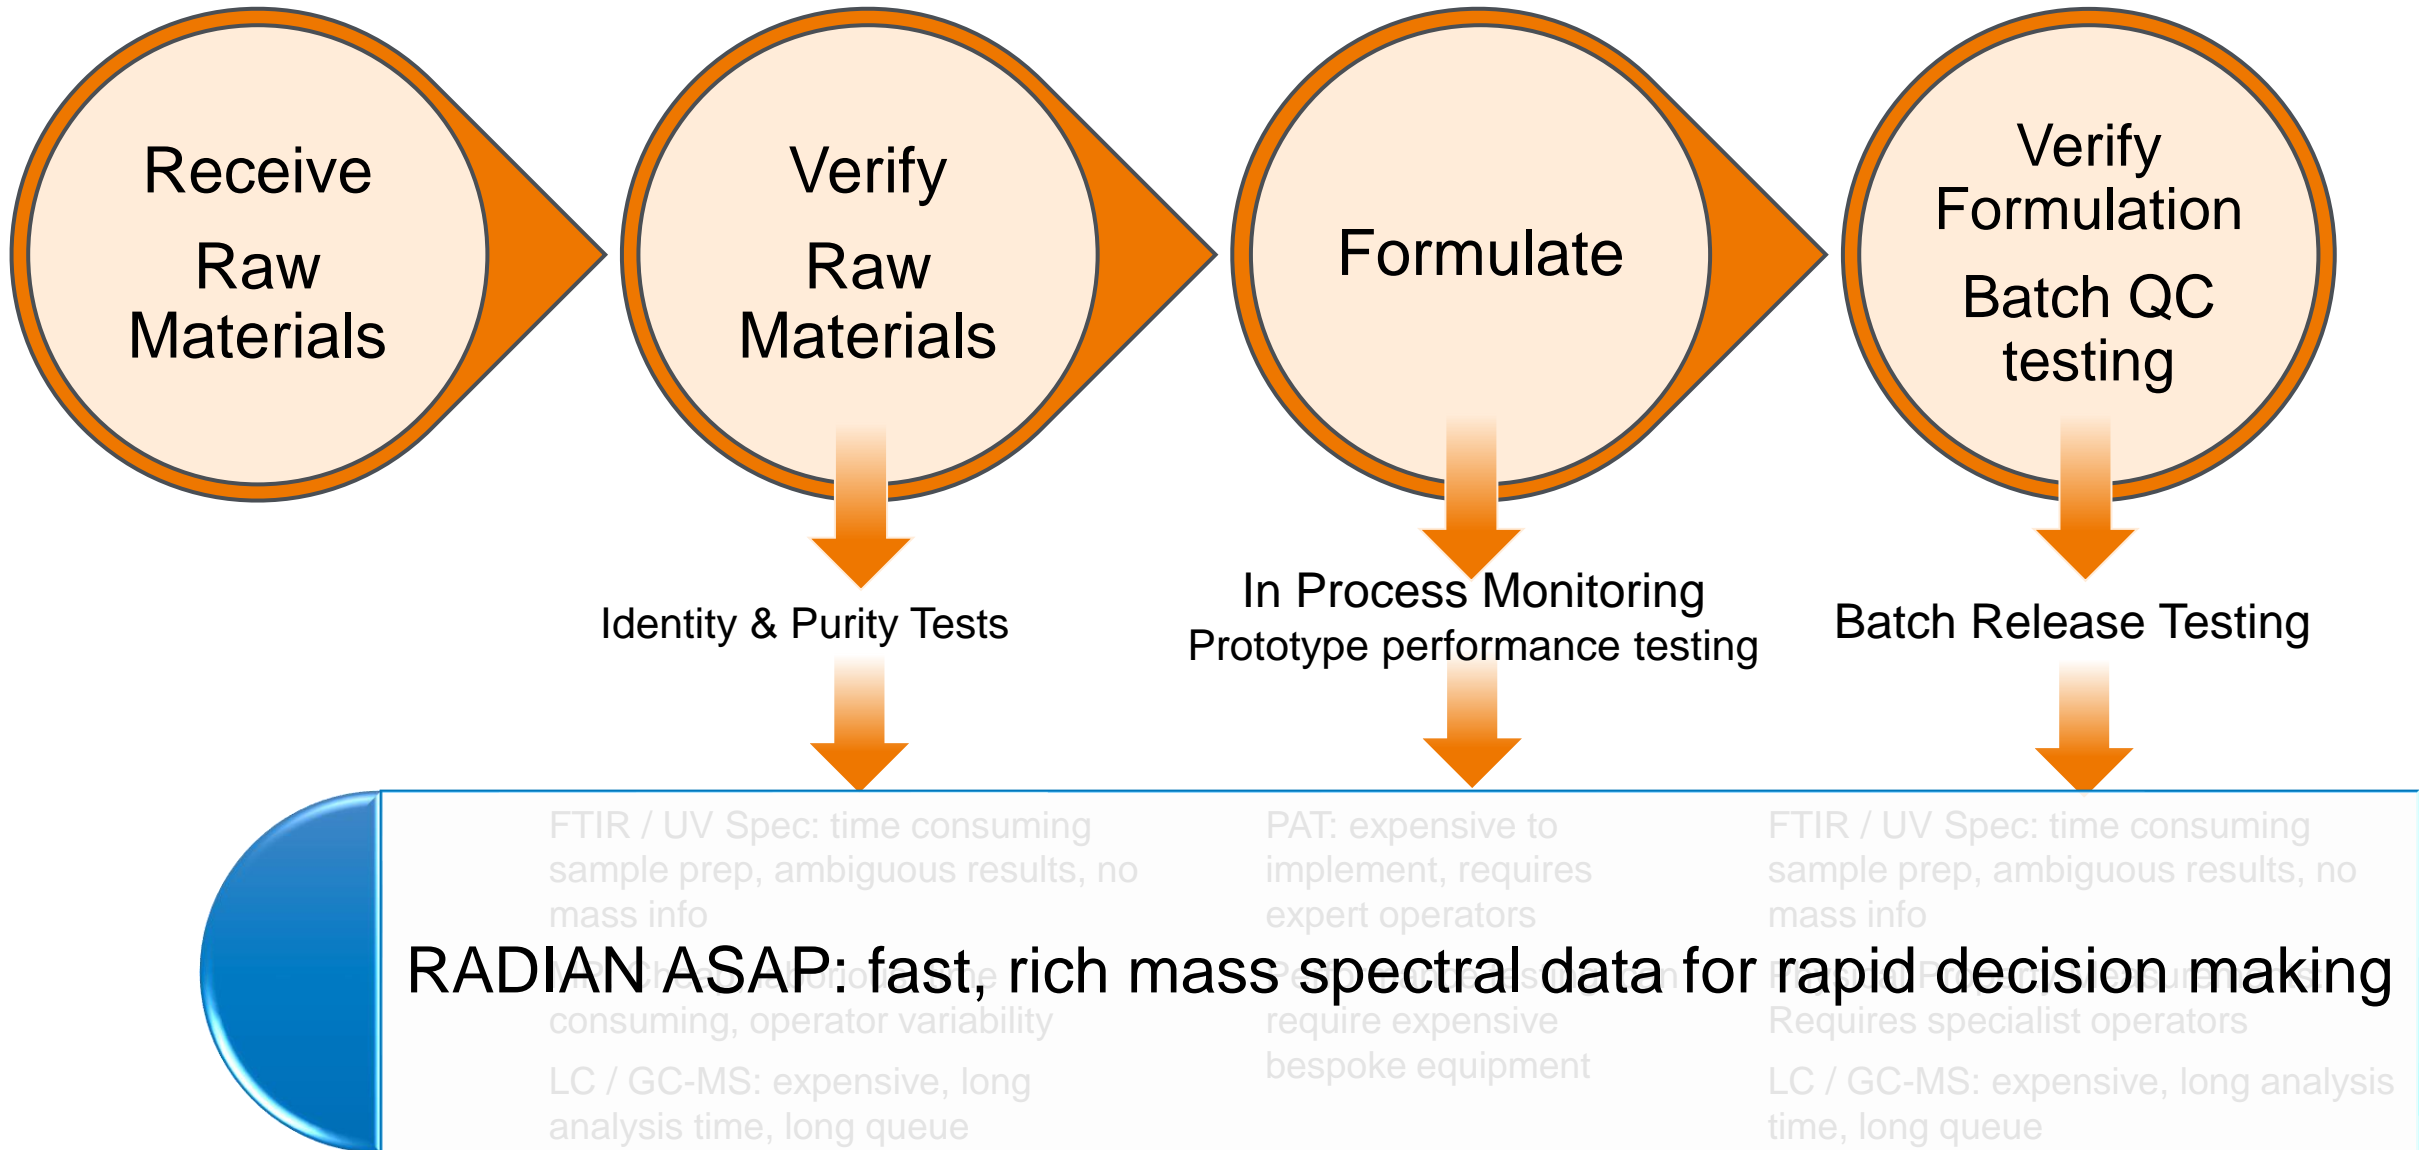 Receive
Raw
Materials
Verify
Raw
Materials
Formulate
Verify
Formulation
Batch QC
testing
Identity & Purity Tests
In Process Monitoring
Prototype performance testing
Batch Release Testing
FTIR / UV Spec: time consuming
sample prep, ambiguous results, no
mass info
consuming, operator variability
LC / GC-MS: expensive, long
analysis time, long queue
PAT: expensive to
implement, requires
expert operators
require expensive
bespoke equipment
FTIR / UV Spec: time consuming
sample prep, ambiguous results, no
mass info
Requires specialist operators
LC / GC-MS: expensive, long analysis
time, long queue
RADIAN ASAP: fast, rich mass spectral data for rapid decision making